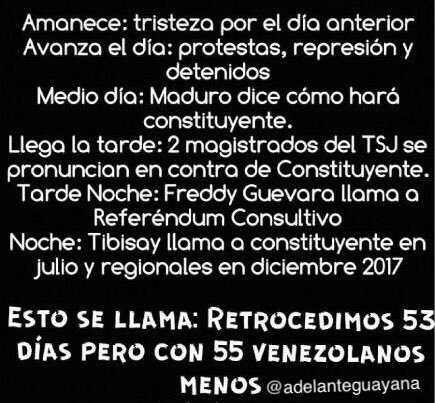 Amanece: tristeza por el día anterior
Avanza el día: protestas, represión y
detenidos
Medio día: Maduro dice cómo hará
constituyente.
Llega la tarde: 2 magistrados del TSJ se
pronuncian en contra de Constituyente.
Tarde Noche: Freddy Guevara llama a
Referéndum Consultivo
Noche: Tibisay llama a constituyente en
julio y regionales en diciembre 2017
Esto se llama: Retrocedimos 53
días pero con 55 venezolanos
menos @adelanteguayana